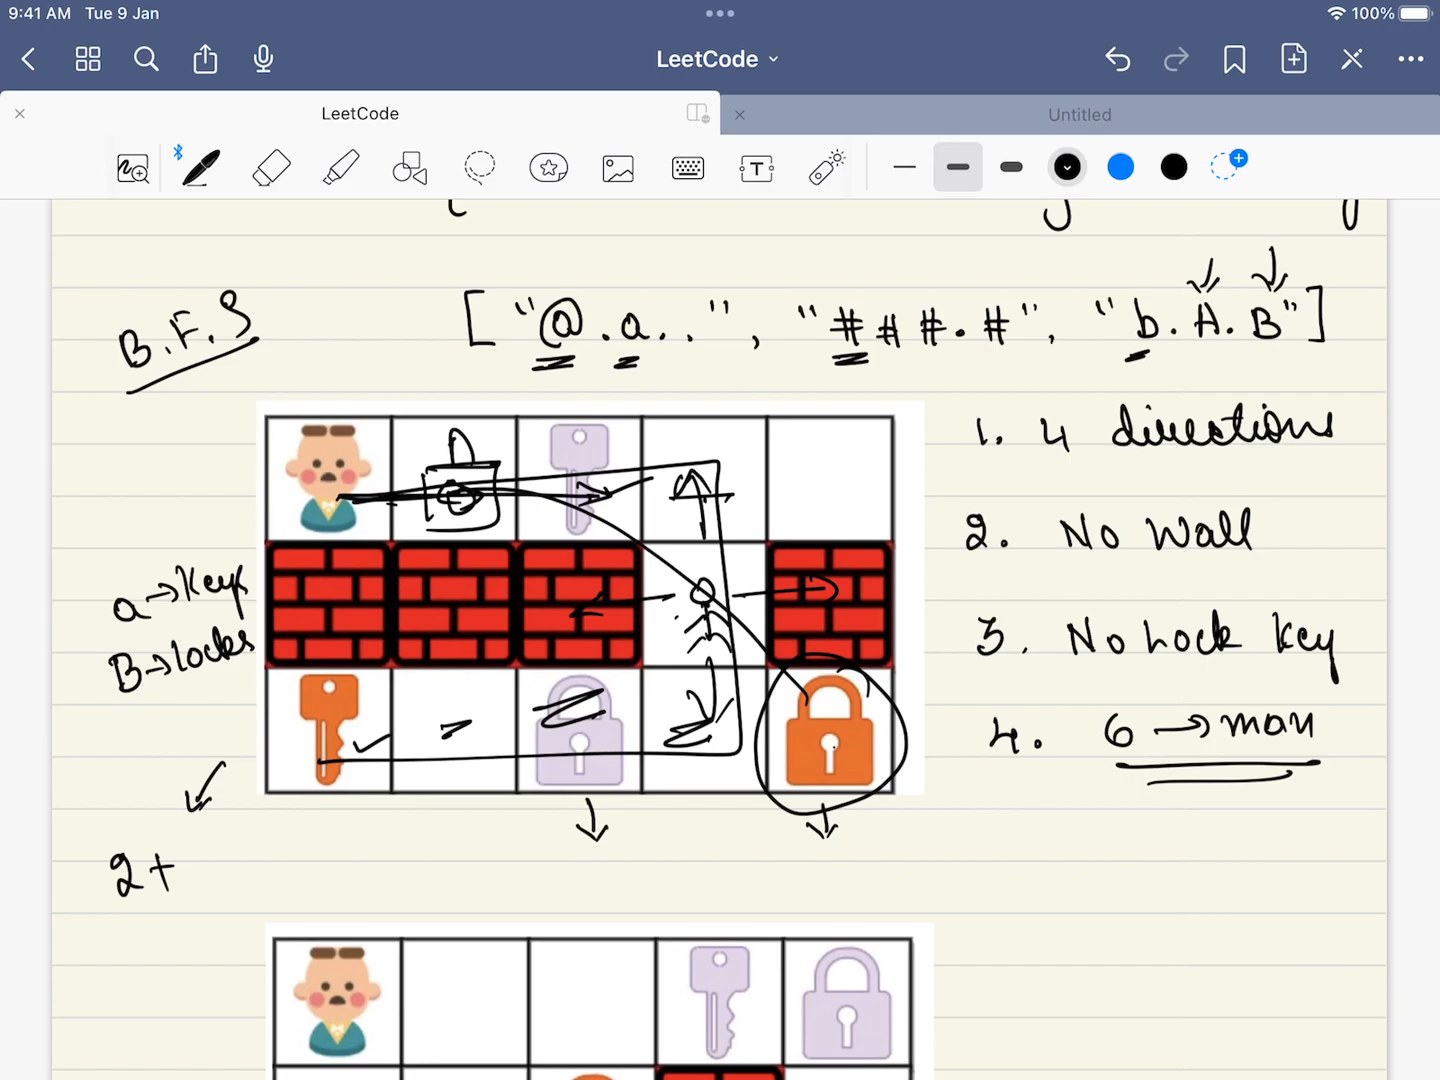 9:41 AM Tue 9 Jan
100%
LeetCode
LeetCode
Untitled
T
B.F.S
["@.a..", "###.#", "b.A.B"]
1. 4 directions
2. No Wall
a→Keys
B→locks
3. No Lock Key
4. 6 → max
2+